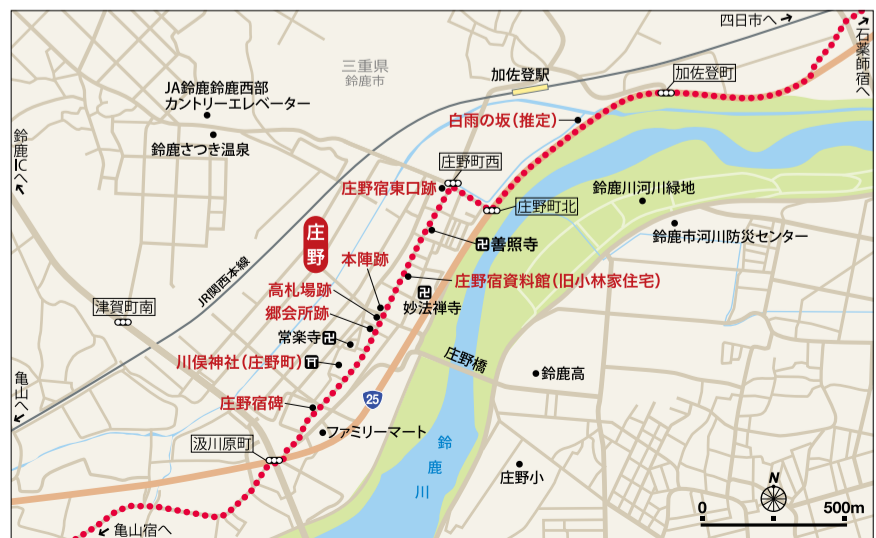 四日市へ
石薬師宿へ
三重県
鈴鹿市
加佐登駅
加佐登町
JA鈴鹿鈴鹿西部
カントリーエレベーター
白雨の坂(推定)
鈴鹿ICへ
鈴鹿さつき温泉
庄野町西
庄野宿東口跡
鈴鹿川河川緑地
庄野町北
庄野
善照寺
鈴鹿市河川防災センター
本陣跡
JR関西本線
高札場跡
庄野宿資料館(旧小林家住宅)
津賀町南
郷会所跡
妙法禅寺
常楽寺
川俣神社(庄野町)
庄野橋
鈴鹿高
亀山へ
25
庄野宿碑
ファミリーマート
汲川原町
鈴鹿川
庄野小
N
0
500m
亀山宿へ